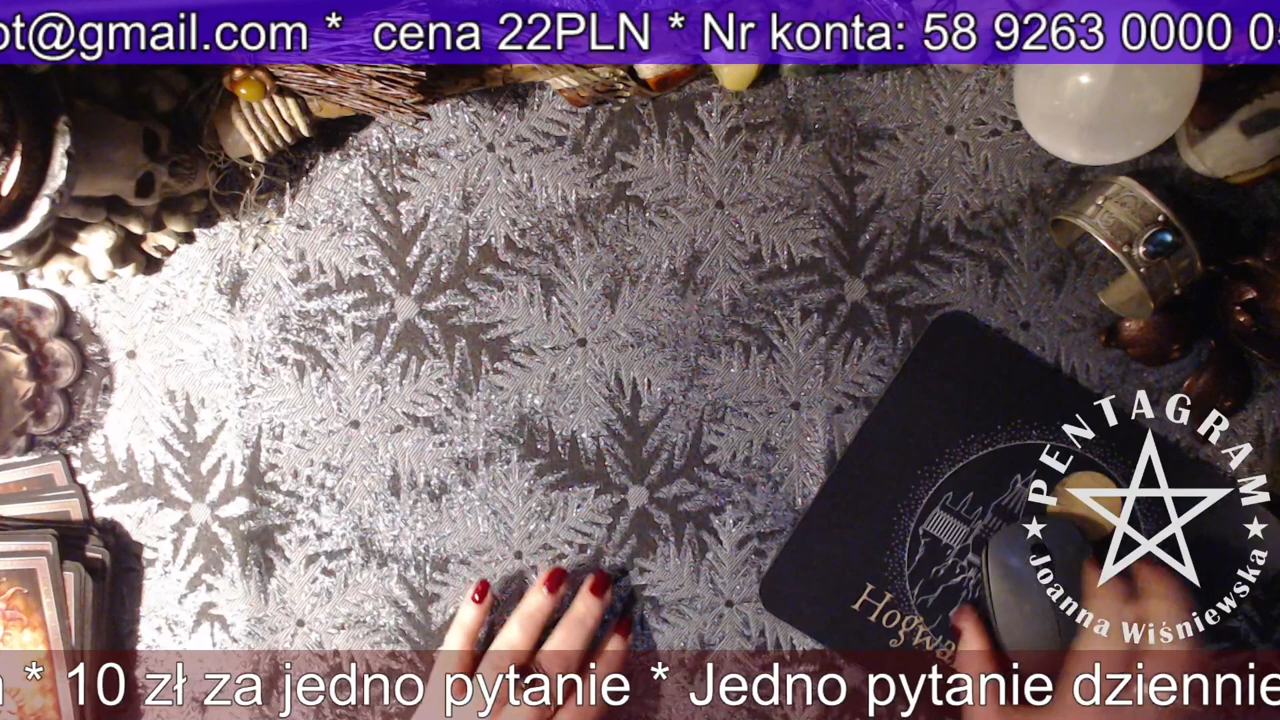 ot@gmail.com * cena 22PLN * Nr konta: 58 9263 0000 0
PENTAGRAM
Joanna Wiśniewska
Hogwa
* 10 zł za jedno pytanie * Jedno pytanie dziennie